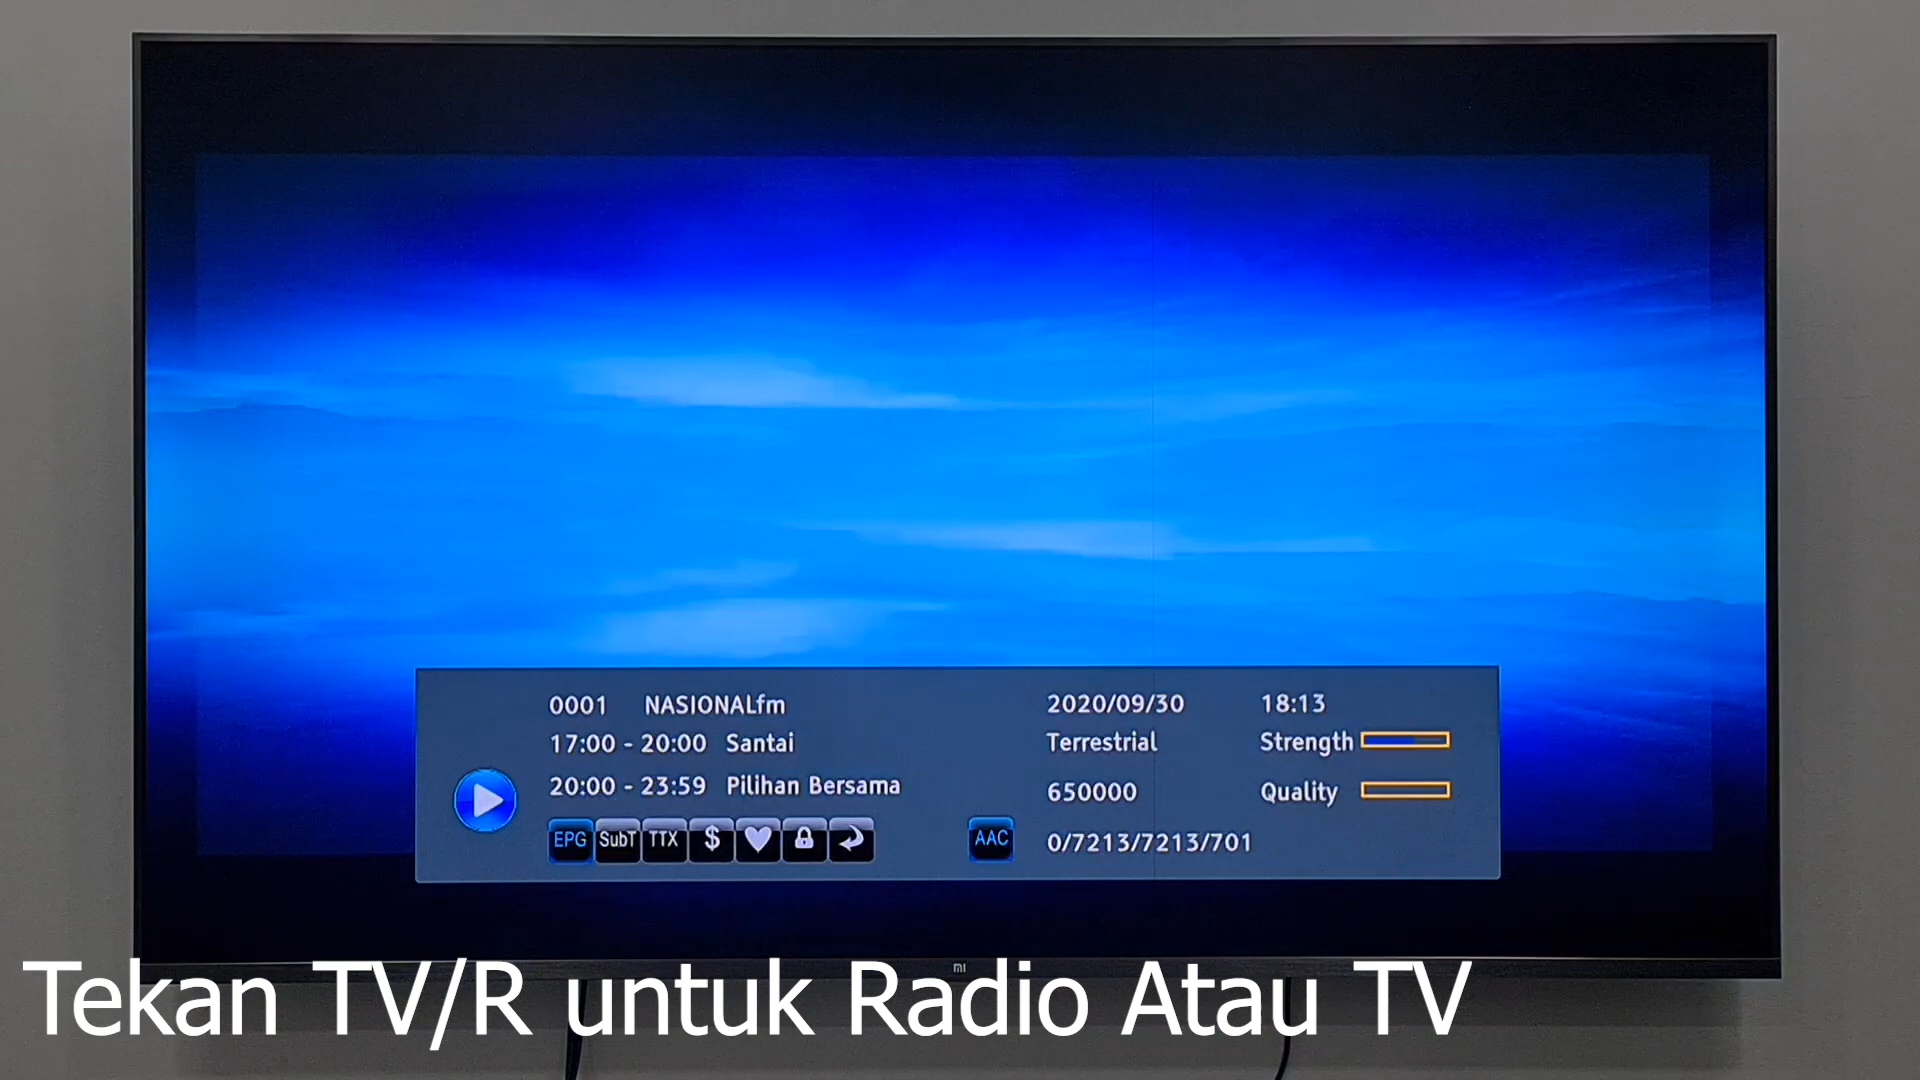 0001 NASIONALfm 2020/09/30 18:13
17:00 - 20:00 Santai Terrestrial Strength
20:00 - 23:59 Pilihan Bersama 650000 Quality
EPG SubT TTX $ AAC 0/7213/7213/701
mi
Tekan TV/R untuk Radio Atau TV